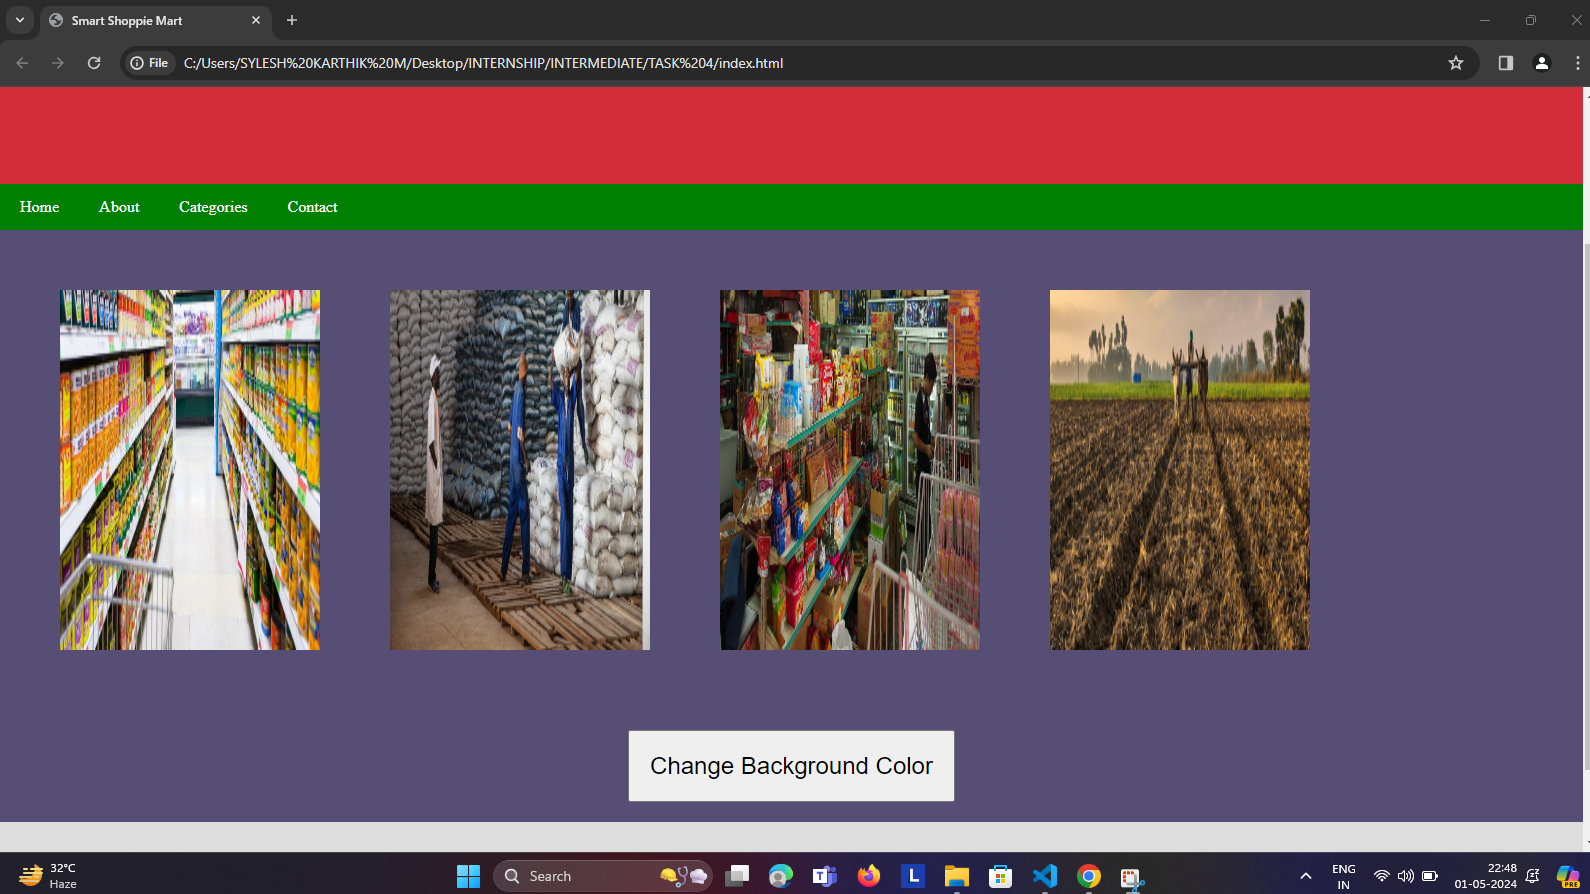 Smart Shoppie Mart
File
C:/Users/SYLESH%20KARTHIK%20M/Desktop/INTERNSHIP/INTERMEDIATE/TASK%204/index.html
Home About Categories Contact
Change Background Color
32°C
Haze
Search
T
L
PRE
ENG
IN
22:48
01-05-2024